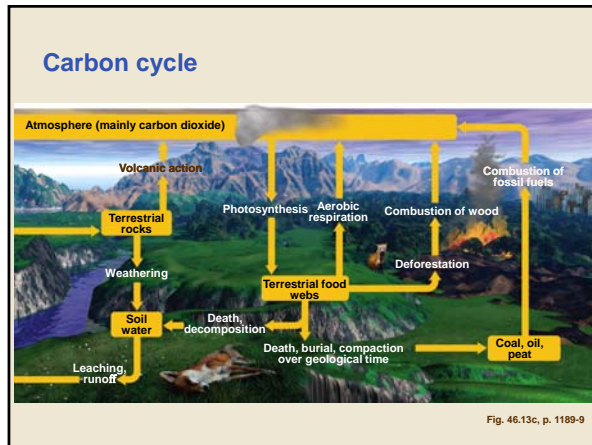 Carbon cycle
Atmosphere (mainly carbon dioxide)
Volcanic action
Combustion of
fossil fuels
Photosynthesis
Aerobic
respiration
Combustion of wood
Terrestrial
rocks
Weathering
Deforestation
Terrestrial food
webs
Soil
water
Death,
decomposition
Death, burial, compaction
over geological time
Coal, oil,
peat
Leaching,
runoff
Fig. 46.13c, p. 1189-9